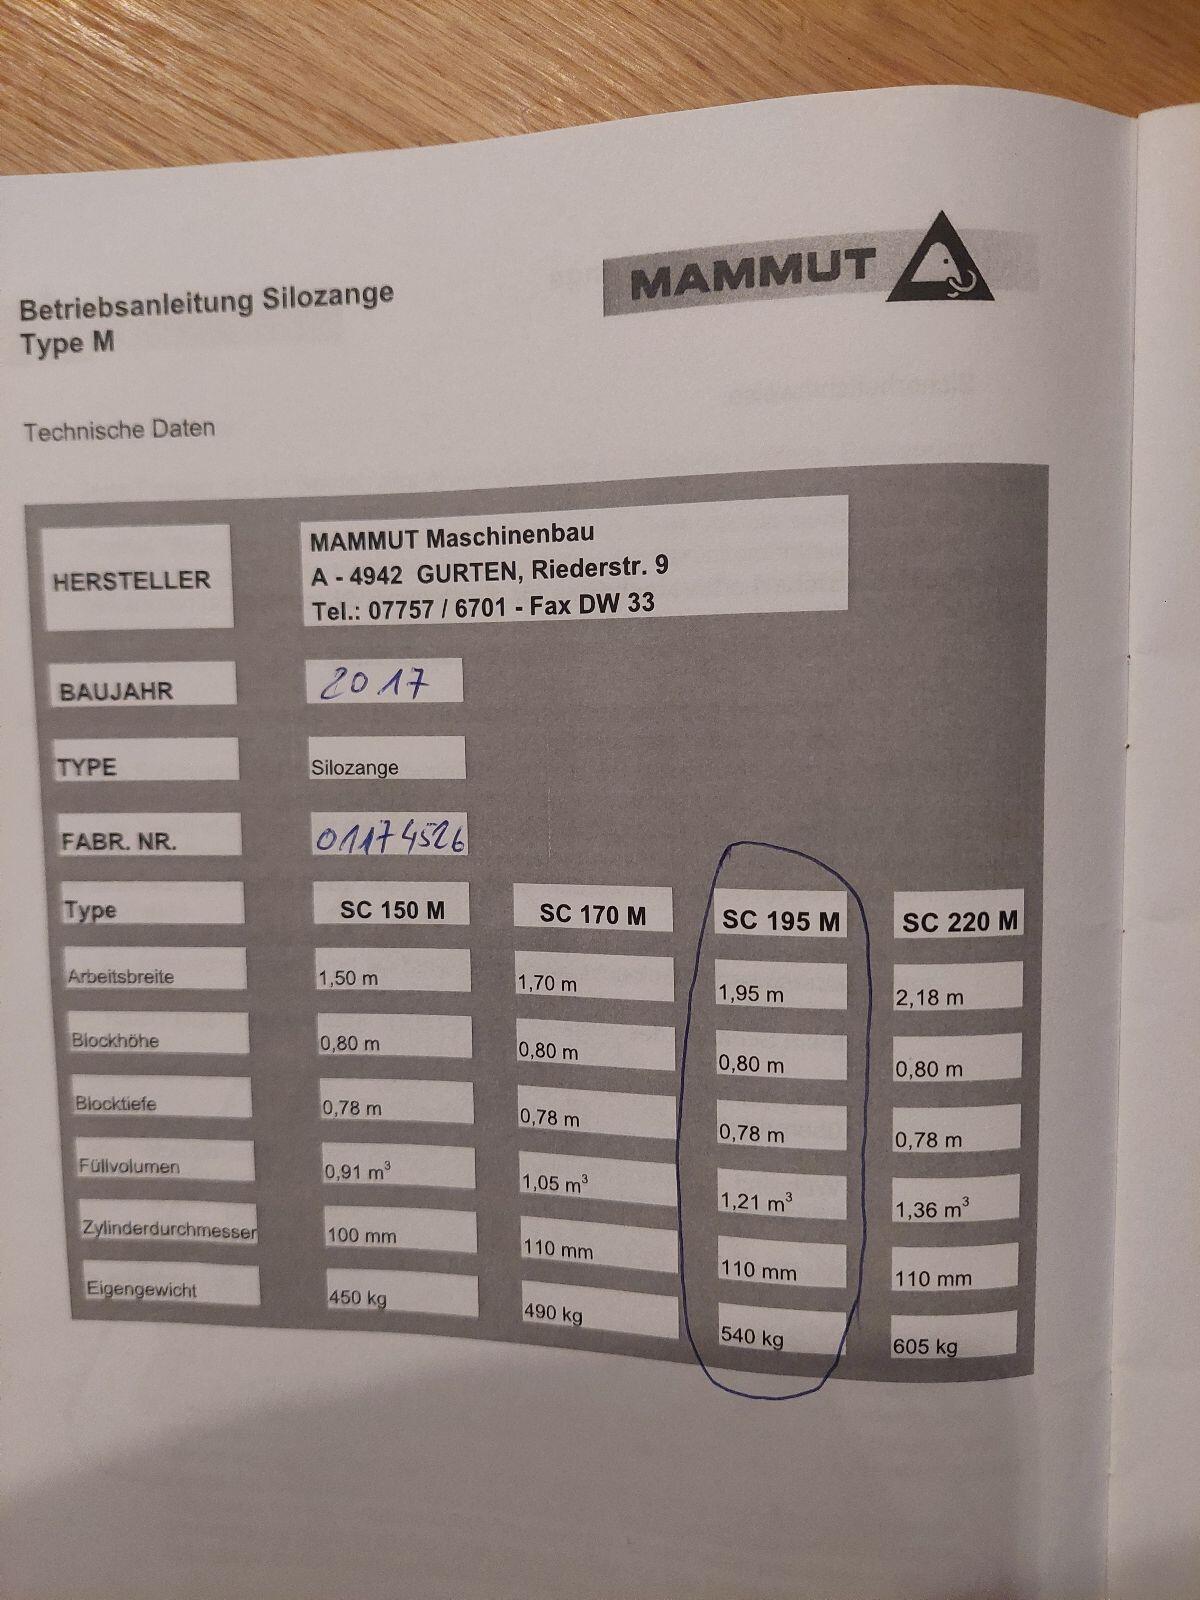 MAMMUT
Betriebsanleitung Silozange
Type M
Technische Daten
HERSTELLER
MAMMUT Maschinenbau
A - 4942 GURTEN, Riederstr. 9
Tel.: 07757 / 6701 - Fax DW 33
BAUJAHR 2017
TYPE Silozange
FABR. NR. 01174526
Type SC 150 M SC 170 M SC 195 M SC 220 M
Arbeitsbreite 1,50 m 1,70 m 1,95 m 2,18 m
Blockhöhe 0,80 m 0,80 m 0,80 m 0,80 m
Blocktiefe 0,78 m 0,78 m 0,78 m 0,78 m
Füllvolumen 0,91 m³ 1,05 m³ 1,21 m³ 1,36 m³
Zylinderdurchmesser 100 mm 110 mm 110 mm 110 mm
Eigengewicht 450 kg 490 kg 540 kg 605 kg